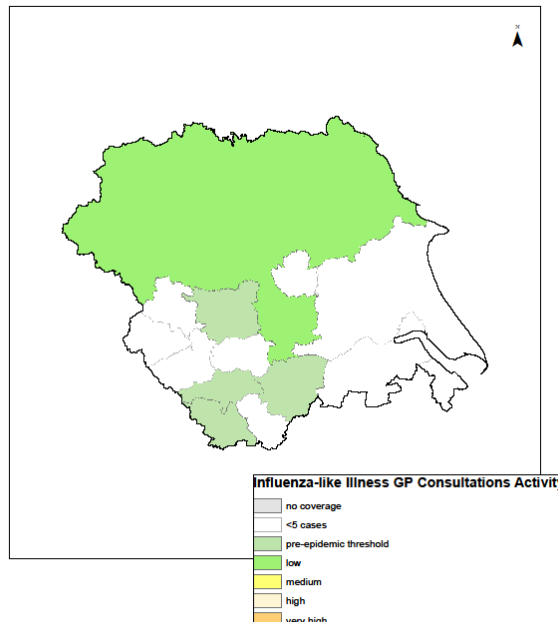 N
Influenza-like Illness GP Consultations Activity
no coverage
<5 cases
pre-epidemic threshold
low
medium
high
very high